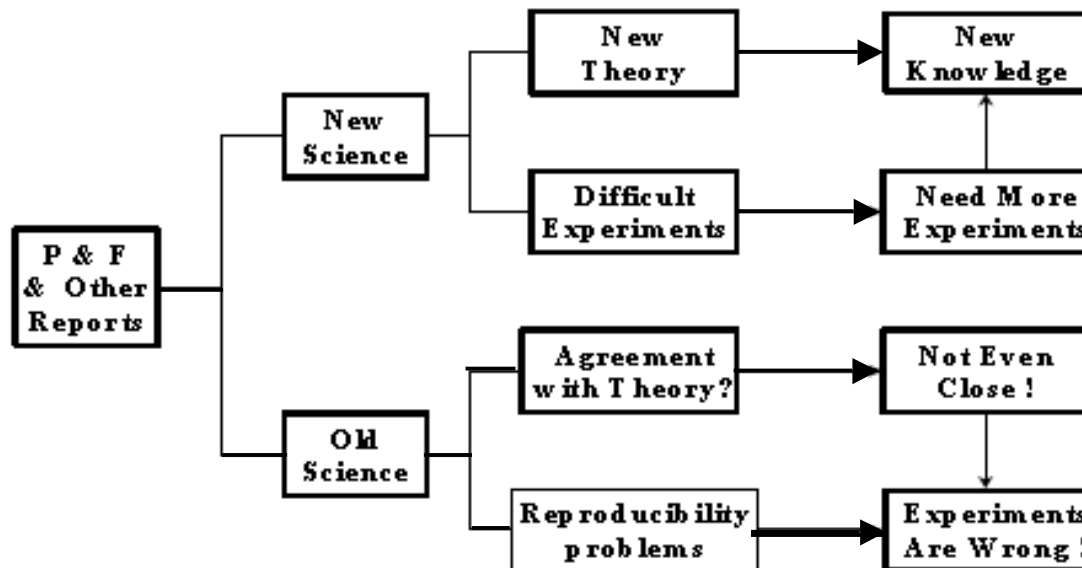 New
Theory
New
Knowledge
New
Science
Difficult
Experiments
Need More
Experiments
P & F
& Other
Reports
Agreement
with Theory?
Not Even
Close !
Old
Science
Reproducibility
problems
Experiments
Are Wrong !